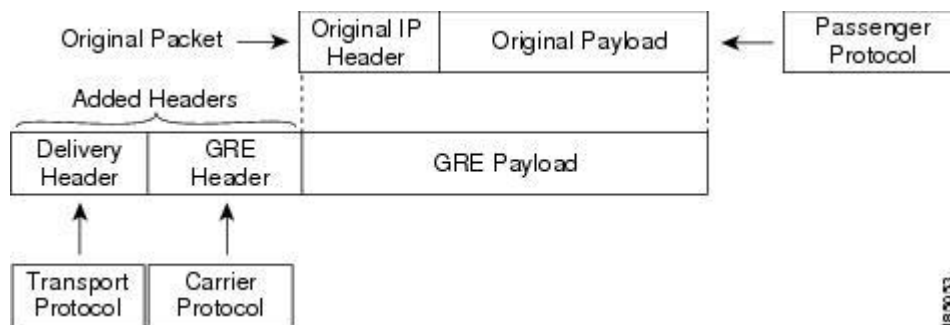 Original Packet
Original IP
Header
Original Payload
Passenger
Protocol
Added Headers
Delivery
Header
GRE
Header
GRE Payload
Transport
Protocol
Carrier
Protocol